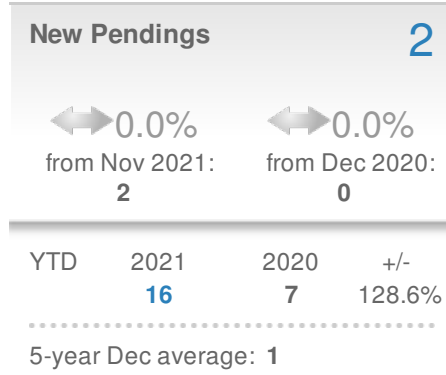 New Pendings 2
0.0% 0.0%
from Nov 2021: from Dec 2020:
2 0
YTD 2021 2020 +/-
16 7 128.6%
5-year Dec average: 1